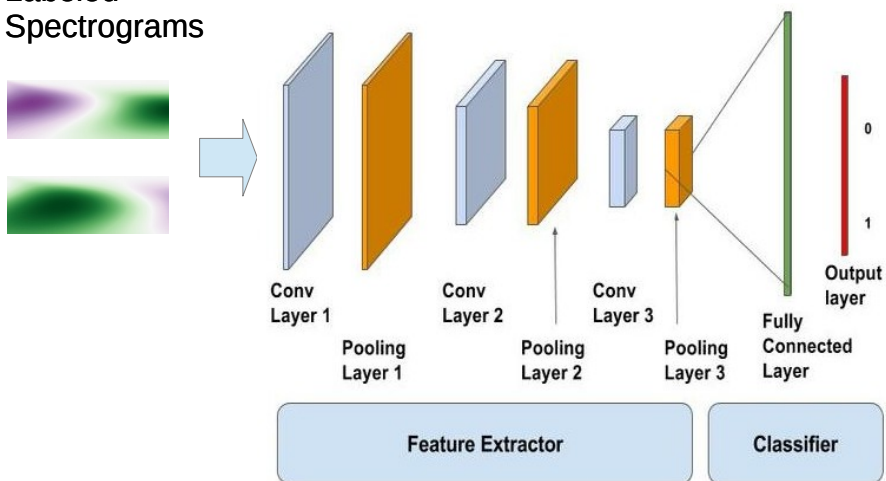 Spectrograms
0
1
Output
layer
Conv
Layer 1
Conv
Layer 2
Conv
Layer 3
Fully
Connected
Layer
Pooling
Layer 1
Pooling
Layer 2
Pooling
Layer 3
Feature Extractor
Classifier